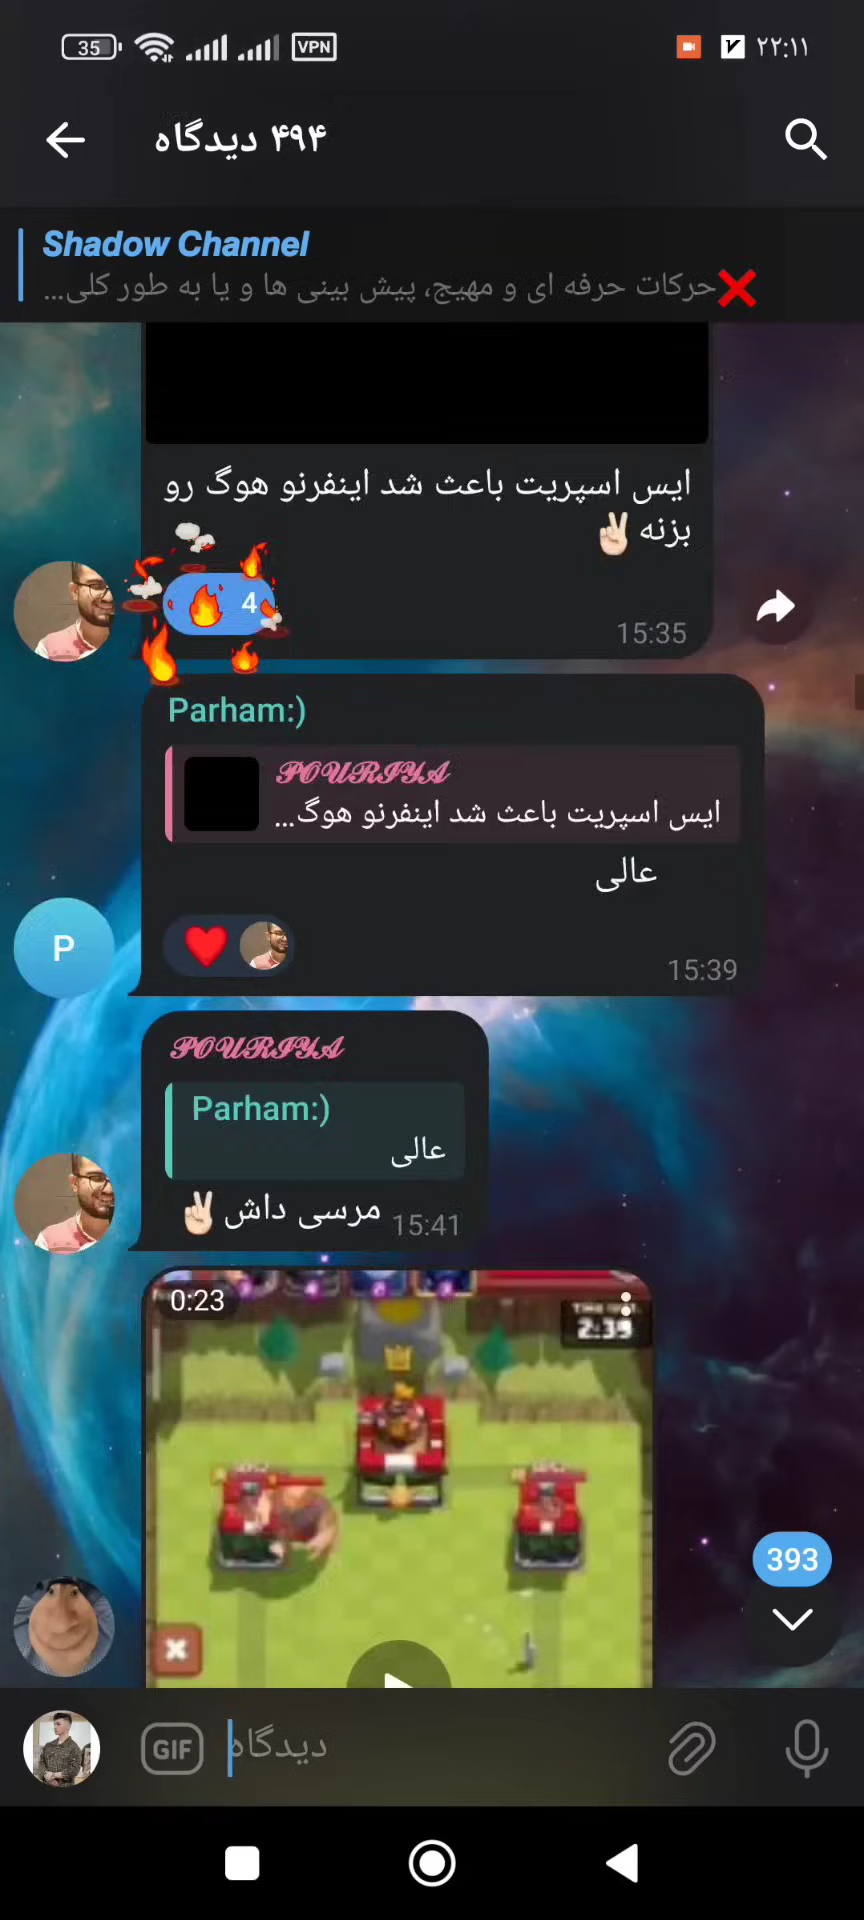 35
VPN
۲۲:۱۱
۴۹۴ دیدگاه
Shadow Channel
❌حرکات حرفه ای و مهیج، پیش بینی ها و یا به طور کلی...
ایس اسپریت باعث شد اینفرنو هوگ رو
بزنه ✌🏻
🔥 4
15:35
Parham:)
𝓟𝓞𝓤𝓡𝓘𝓨𝓐
ایس اسپریت باعث شد اینفرنو هوگ...
عالی
P
15:39
𝓟𝓞𝓤𝓡𝓘𝓨𝓐
Parham:)
عالی
مرسی داش ✌🏻
15:41
0:23
2:39
393
GIF
دیدگاه